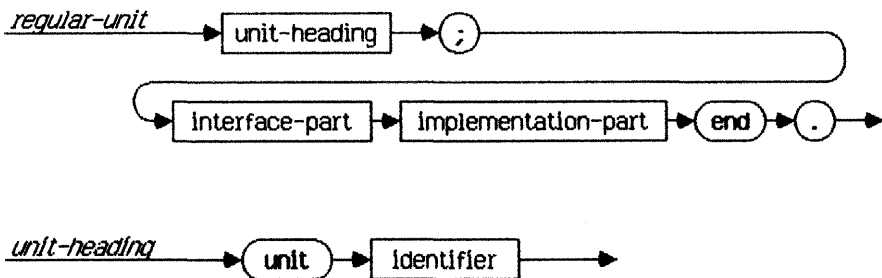 regular-unit unit-heading ;
interface-part implementation-part end .
unit-heading unit identifier